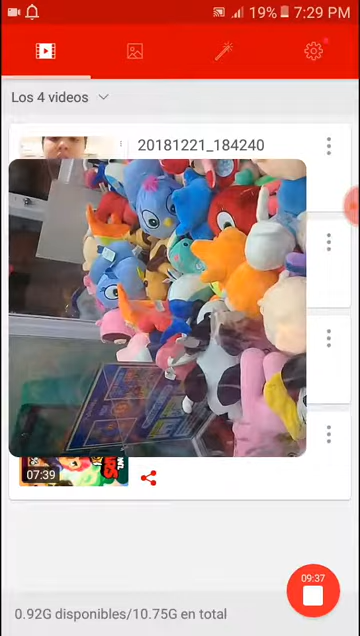 19% 7:29 PM
Los 4 videos
20181221_184240
07:39
09:37
0.92G disponibles/10.75G en total